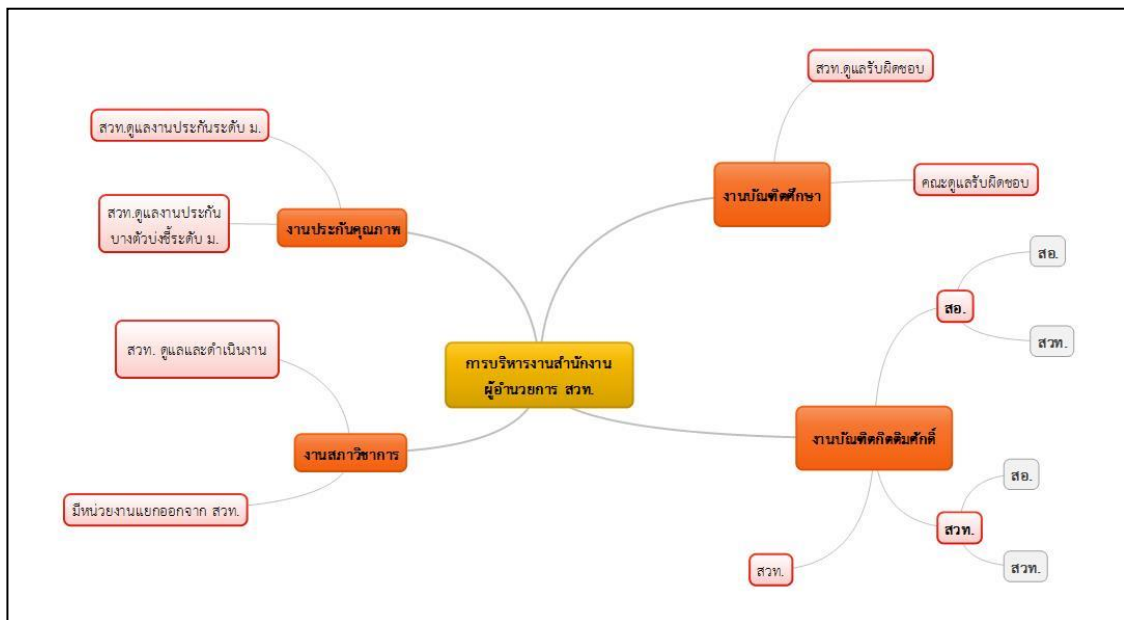 สวท.ดูแลรับผิดชอบ
สวท.ดูแลงานประกันระดับ ม.
งานบัณฑิตศึกษา
คณะดูแลรับผิดชอบ
สวท.ดูแลงานประกัน
บางตัวบ่งชี้ระดับ ม.
งานประกันคุณภาพ
สอ.
สอ.
สวท.
สวท. ดูแลและดำเนินงาน
การบริหารงานสำนักงาน
ผู้อำนวยการ สวท.
งานบัณฑิตกิตติมศักดิ์
งานสภาวิชาการ
สอ.
มีหน่วยงานแยกออกจาก สวท.
สวท.
สวท.
สวท.